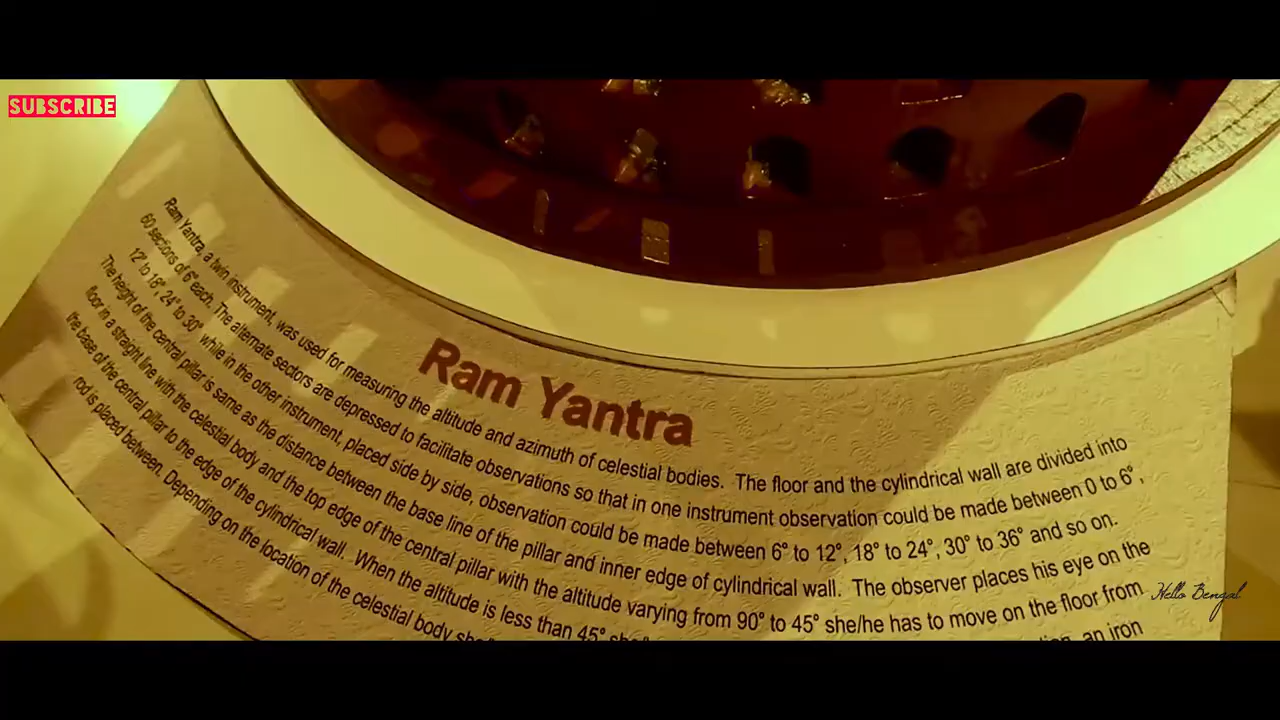 SUBSCRIBE
Ram Yantra
Ram Yantra, a twin instrument, was used for measuring the altitude and azimuth of celestial bodies. The floor and the cylindrical wall are divided into
60 sections of 6° each. The alternate sectors are depressed to facilitate observations so that in one instrument observation could be made between 0 to 6°,
12° to 18°, 24° to 30° while in the other instrument, placed side by side, observation could be made between 6° to 12°, 18° to 24°, 30° to 36° and so on.
The height of the central pillar is same as the distance between the base line of the pillar and inner edge of cylindrical wall. The observer places his eye on the
floor in a straight line with the celestial body and the top edge of the central pillar with the altitude varying from 90° to 45° she/he has to move on the floor from
the base of the central pillar to the edge of the cylindrical wall. When the altitude is less than 45° an iron
rod is placed between. Depending on the location of the celestial body
Hello Bengal